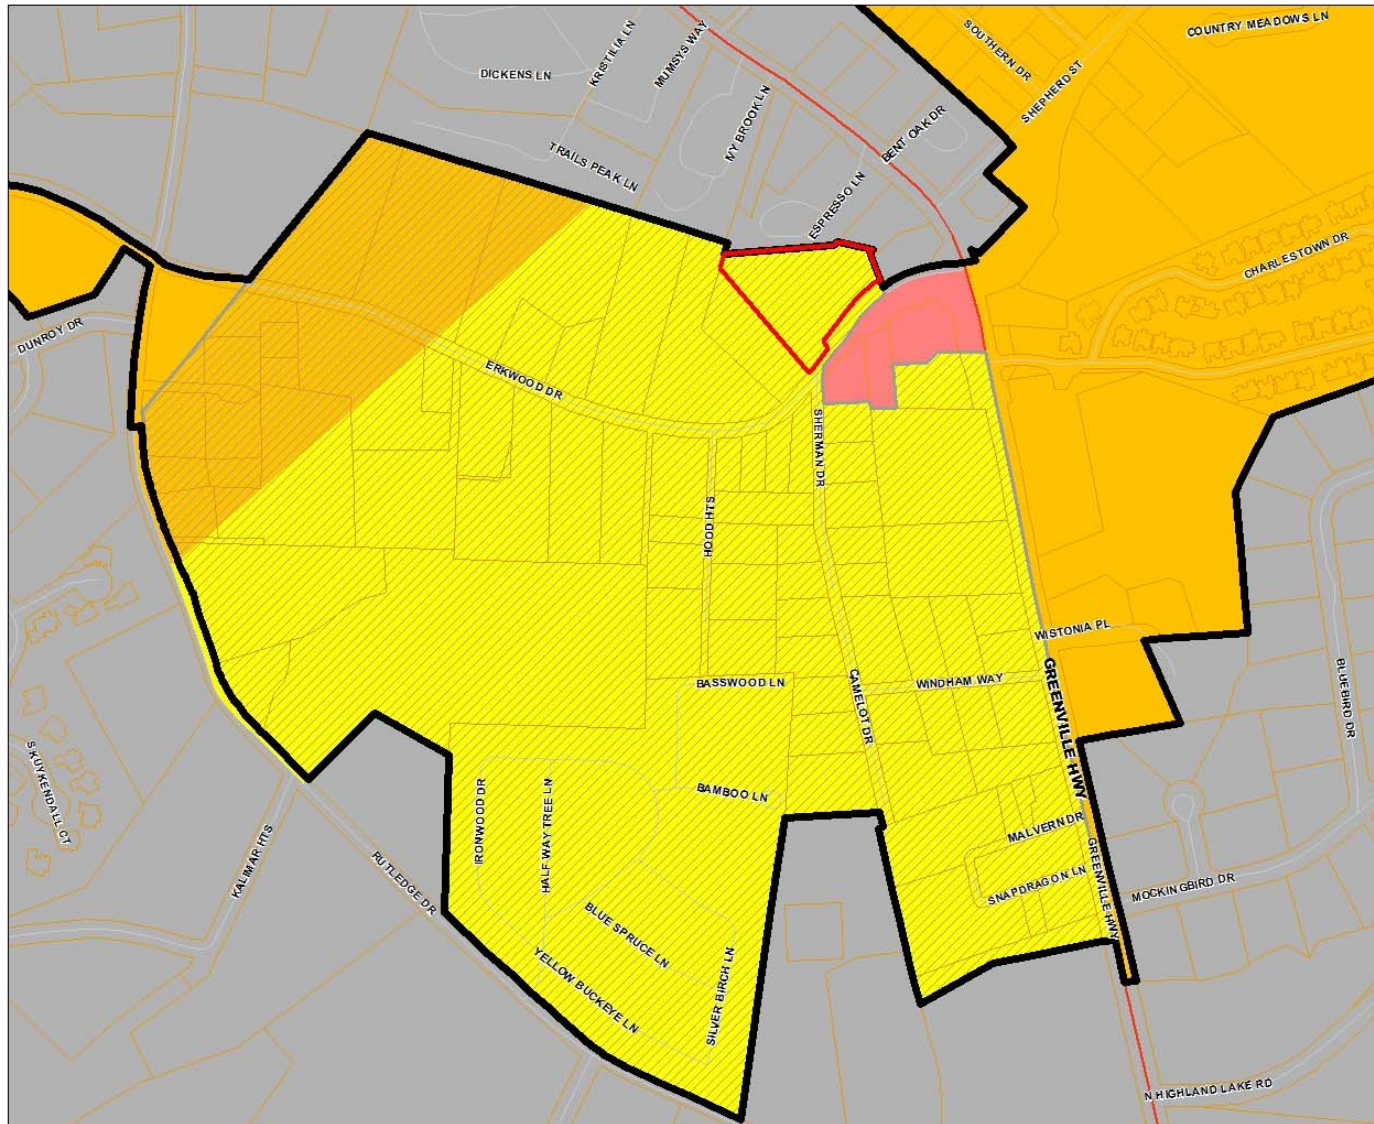 COUNTRY MEADOWS LN
SOUTHERN DR
SHEPHERD ST
KRISTILIA LN
MUMSYS WAY
DICKENS LN
IVY BROOK LN
BENT OAK DR
TRAILS PEAK LN
ESPRESSO LN
CHARLESTOWN DR
DUNROY DR
ERKWOOD DR
SHERMAN DR
HOOD HTS
WISTONIA PL
BASSWOOD LN
WINDHAM WAY
CAMELOT DR
GREENVILLE HWY
BLUEBIRD DR
S KUYKENDALL CT
IRONWOOD DR
HALF WAY TREE LN
BAMBOO LN
MALVERN DR
KALIMAR HTS
RUTLEDGE DR
SNAPDRAGON LN
GREENVILLE HWY
MOCKINGBIRD DR
BLUE SPRUCE LN
YELLOW BUCKEYE LN
SILVER BIRCH LN
N HIGHLAND LAKE RD